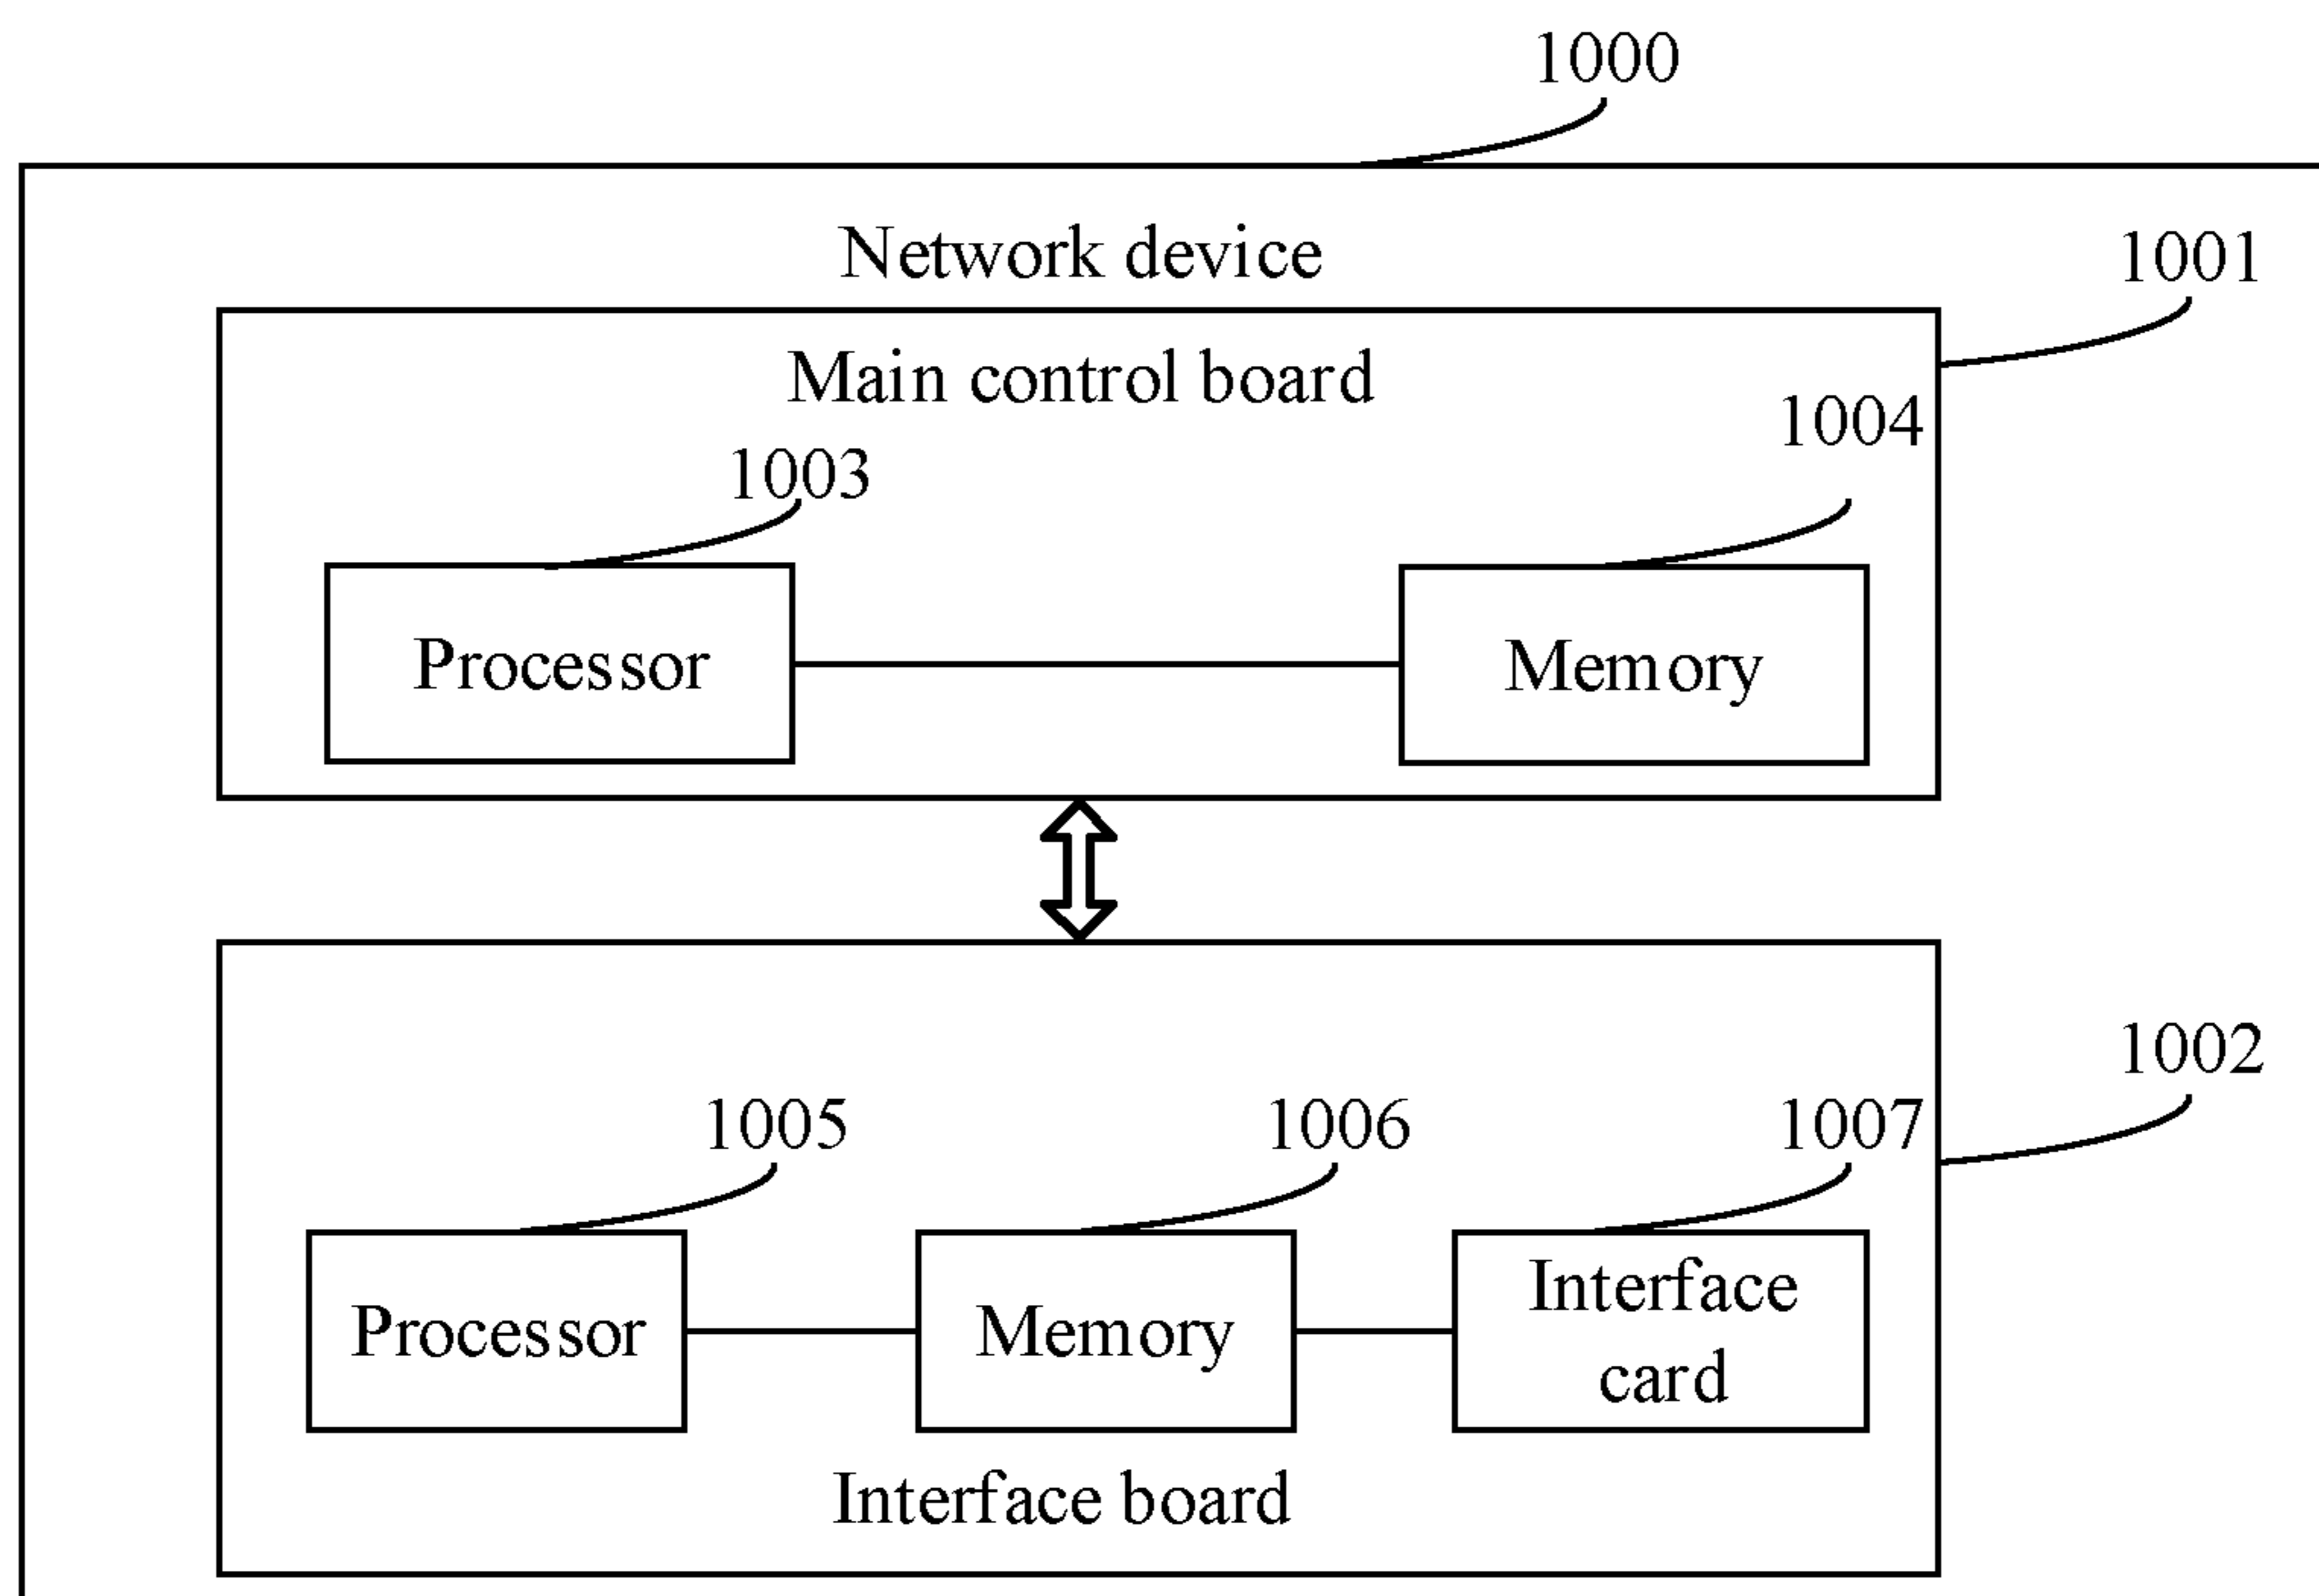 1000
Network device
1001
Main control board
1004
1003
Processor
Memory
1002
1005
1006
1007
Processor
Memory
Interface
card
Interface board